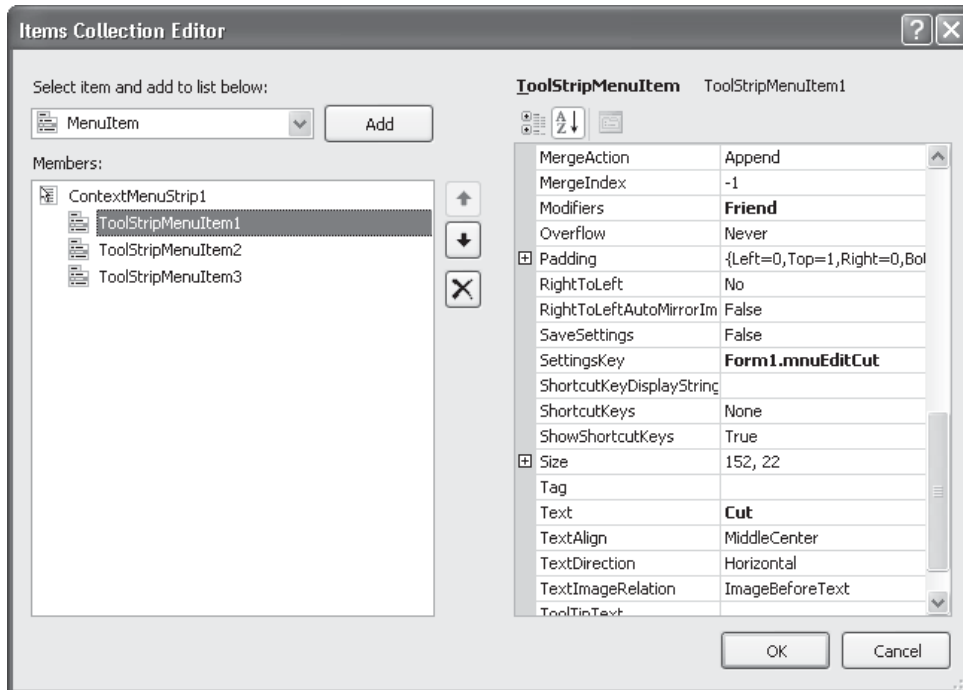 Items Collection Editor
Select item and add to list below:
MenuItem
Add
Members:
ContextMenuStrip1
ToolStripMenuItem1
ToolStripMenuItem2
ToolStripMenuItem3
ToolStripMenuItem ToolStripMenuItem1
MergeAction Append
MergeIndex -1
Modifiers Friend
Overflow Never
Padding {Left=0,Top=1,Right=0,Bot
RightToLeft No
RightToLeftAutoMirrorIm False
SaveSettings False
SettingsKey Form1.mnuEditCut
ShortcutKeyDisplayString
ShortcutKeys None
ShowShortcutKeys True
Size 152, 22
Tag
Text Cut
TextAlign MiddleCenter
TextDirection Horizontal
TextImageRelation ImageBeforeText
ToolTipText
OK
Cancel